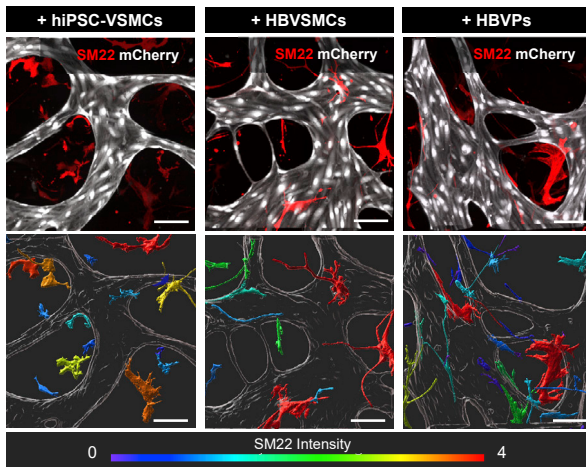 + hiPSC-VSMCs
+ HBVSMCs
+ HBVPs
SM22 mCherry
SM22 mCherry
SM22 mCherry
SM22 Intensity
0
4